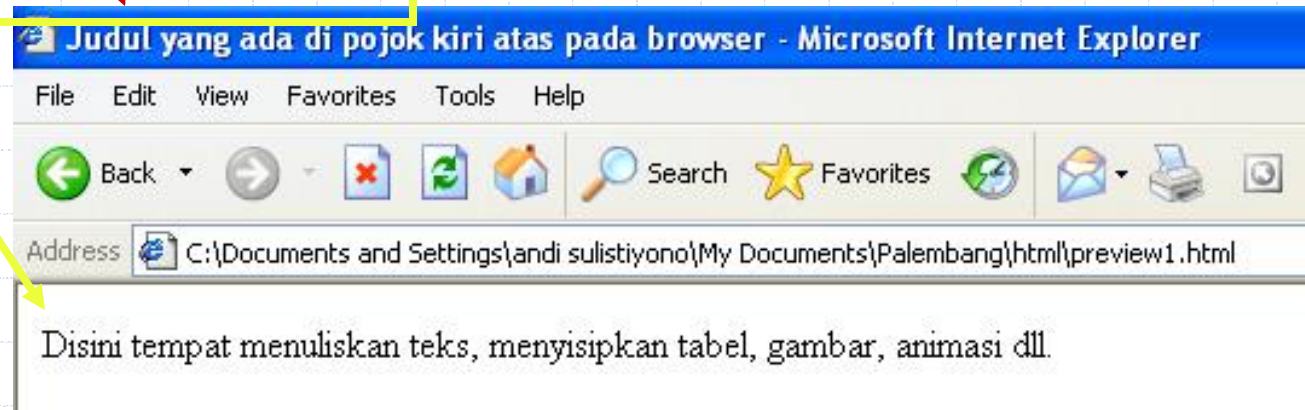 Judul yang ada di pojok kiri atas pada browser - Microsoft Internet Explorer
File Edit View Favorites Tools Help
Back Search Favorites
Address C:\Documents and Settings\andi sulistiyono\My Documents\Palembang\html\preview1.html
Disini tempat menuliskan teks, menyisipkan tabel, gambar, animasi dll.